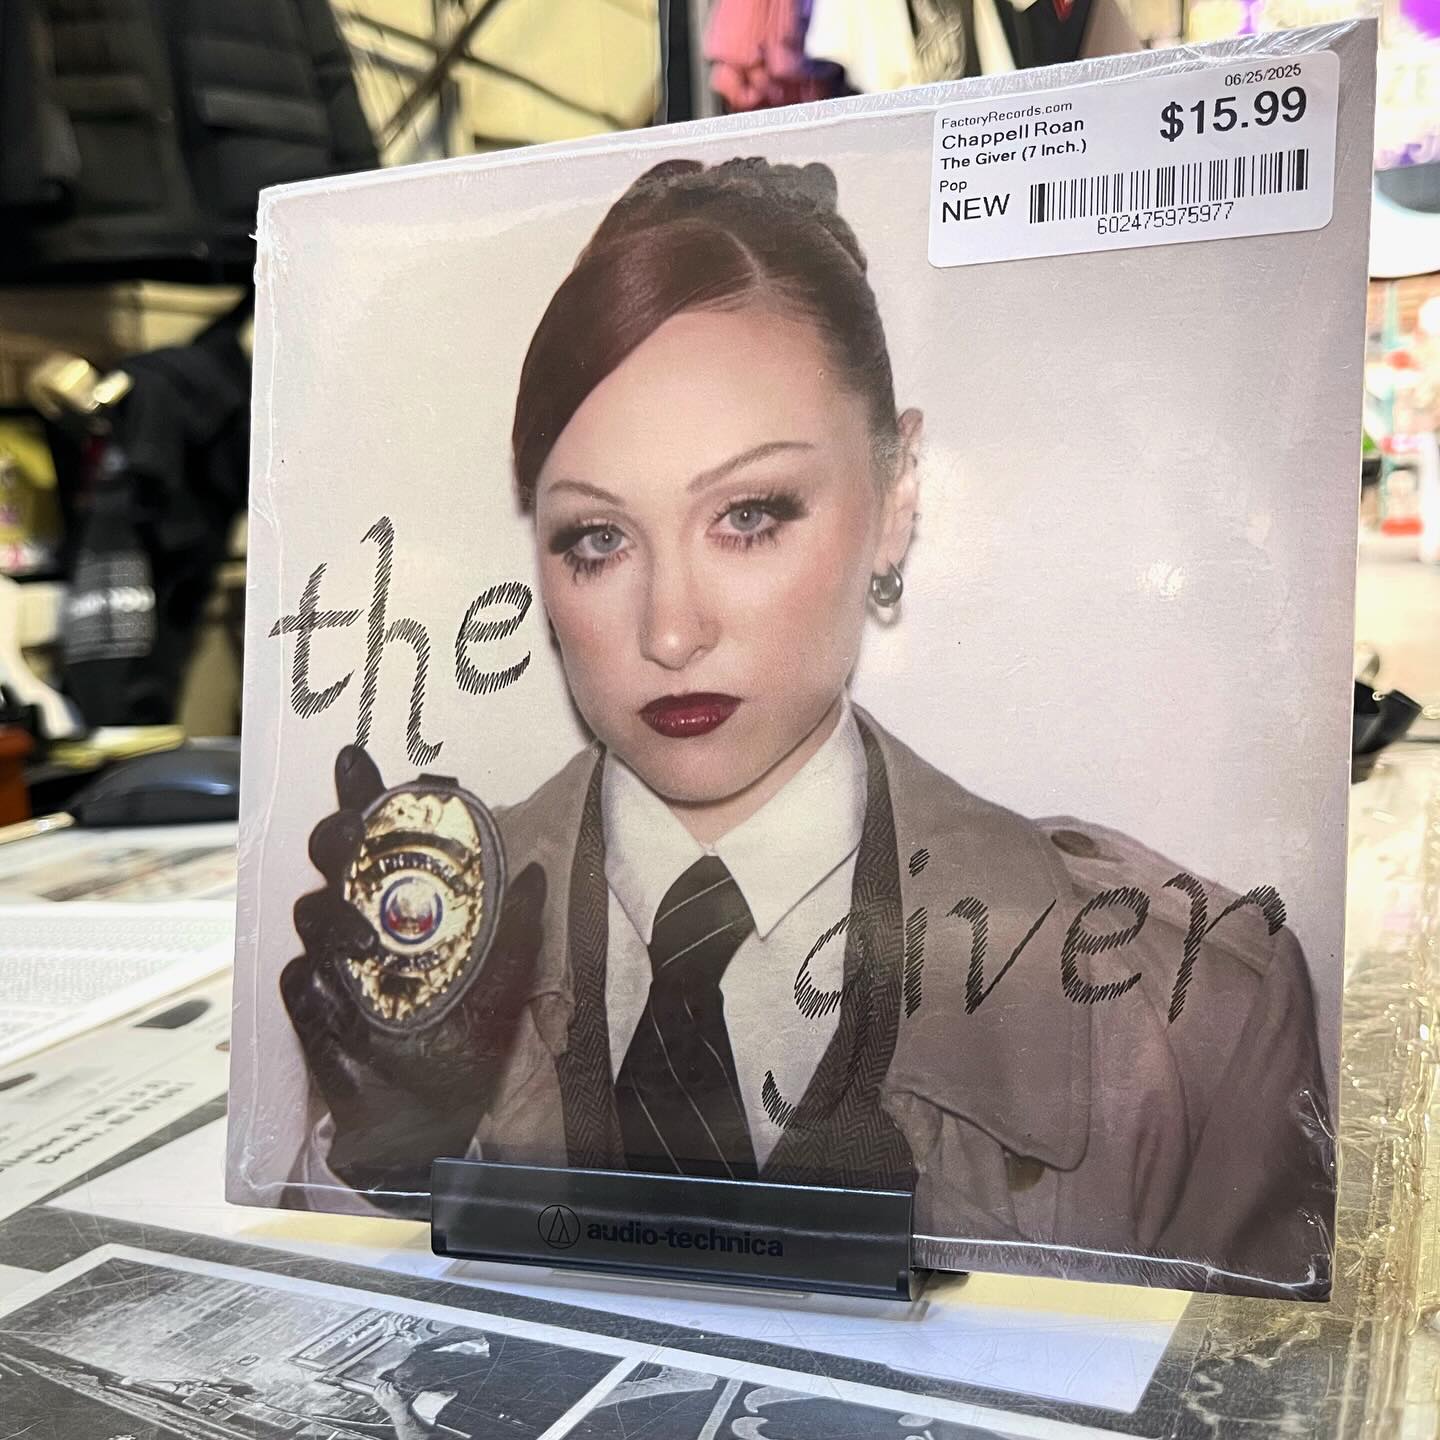 06/25/2025
FactoryRecords.com
$15.99
Chappell Roan
The Giver (7 Inch.)
Pop
NEW
602475975977
the
giver
audio-technica